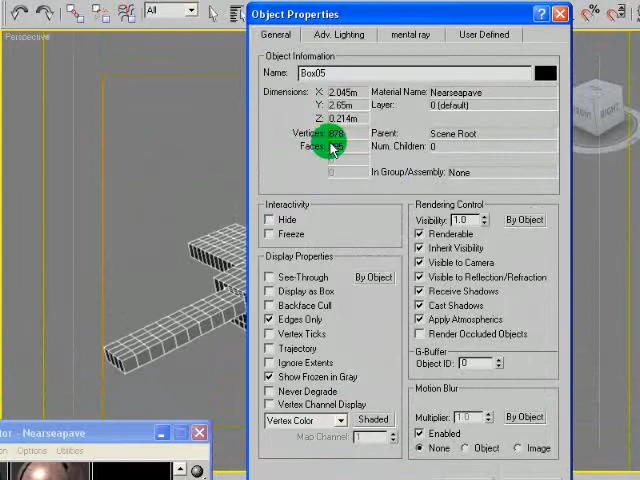 All
Object Properties
Perspective
General
Adv. Lighting
mental ray
User Defined
Object Information
Name: Box05
Dimensions: X: 2.045m Material Name: Nearseapave
Y: 2.65m Layer: 0 (default)
Z: 0.214m
Vertices: 878 Parent: Scene Root
Faces: Num. Children: 0
0 In Group/Assembly: None
Interactivity
Hide
Freeze
Display Properties
See-Through By Object
Display as Box
Backface Cull
Edges Only
Vertex Ticks
Trajectory
Ignore Extents
Show Frozen in Gray
Never Degrade
Vertex Channel Display
Vertex Color Shaded
Map Channel: 1
Rendering Control
Visibility: 1.0 By Object
Renderable
Inherit Visibility
Visible to Camera
Visible to Reflection/Refraction
Receive Shadows
Cast Shadows
Apply Atmospherics
Render Occluded Objects
G-Buffer
Object ID: 0
Motion Blur
Multiplier: 1.0 By Object
Enabled
None Object Image
RIGHT
tor - Nearseapave
on Options Utilities